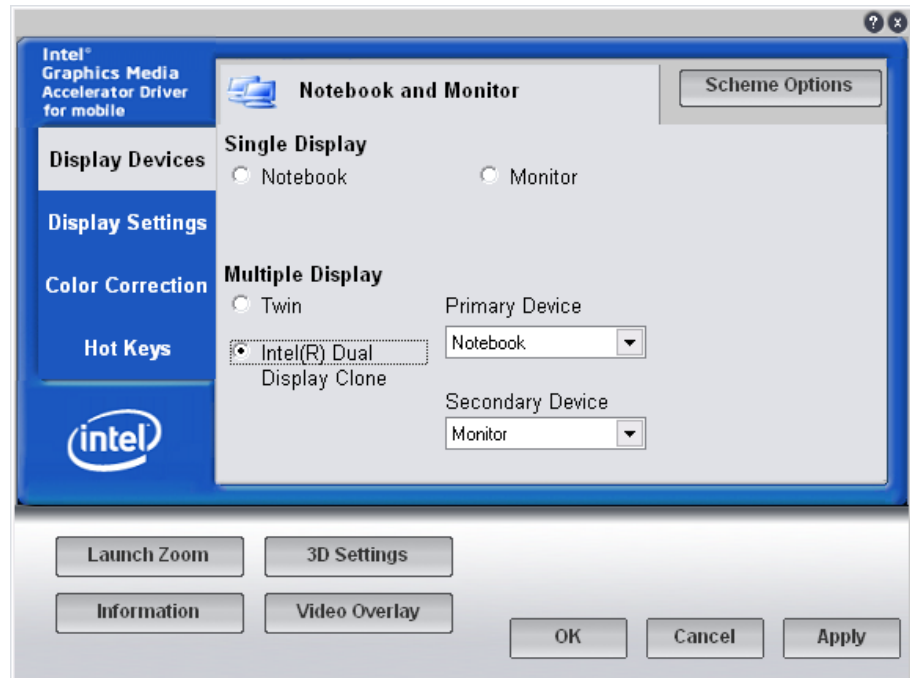 Intel®
Graphics Media
Accelerator Driver
for mobile
Notebook and Monitor
Scheme Options
Display Devices
Display Settings
Color Correction
Hot Keys
intel
Single Display
Notebook
Monitor
Multiple Display
Twin
Intel(R) Dual
Display Clone
Primary Device
Notebook
Secondary Device
Monitor
Launch Zoom
3D Settings
Information
Video Overlay
OK
Cancel
Apply